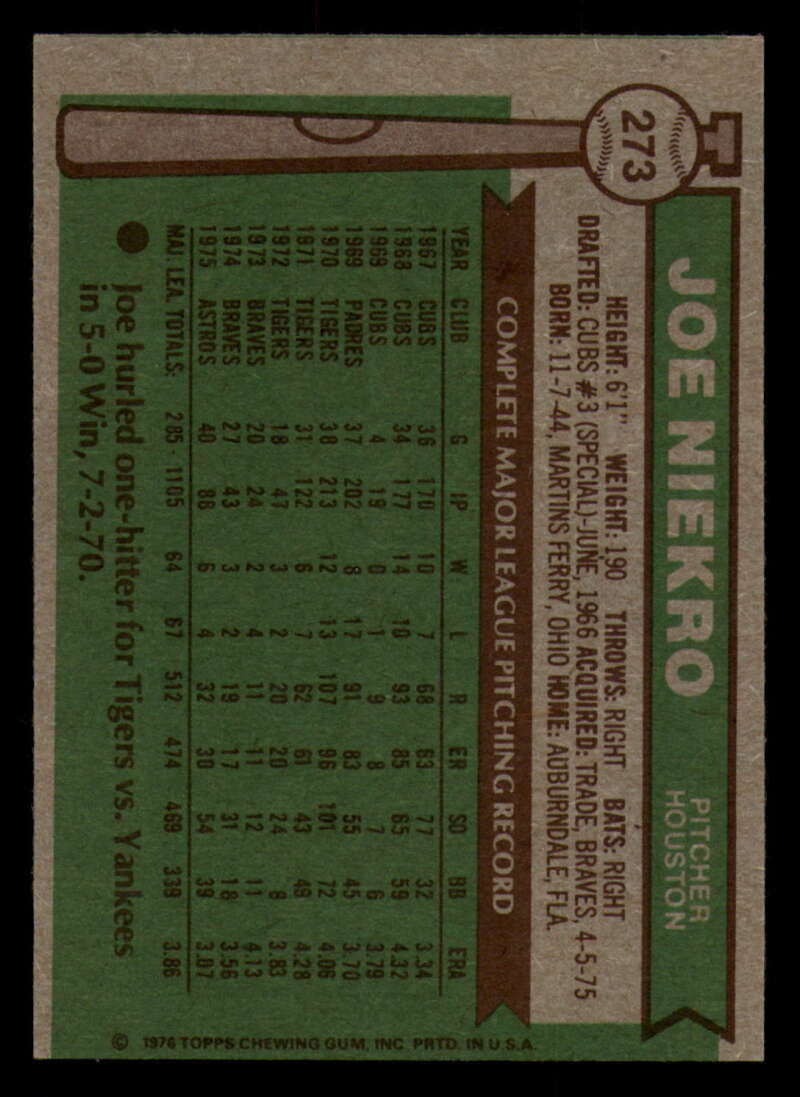 273
JOE NIEKRO
PITCHER
HOUSTON
HEIGHT: 6'1" WEIGHT: 190 THROWS: RIGHT BATS: RIGHT
DRAFTED: CUBS #3 (SPECIAL)-JUNE, 1966 ACQUIRED: TRADE, BRAVES, 4-5-75
BORN: 11-7-44, MARTINS FERRY, OHIO HOME: AUBURNDALE, FLA.
COMPLETE MAJOR LEAGUE PITCHING RECORD
YEAR CLUB G IP W L R ER SO BB ERA
1967 CUBS 36 170 10 7 68 63 77 32 3.34
1968 CUBS 34 177 14 10 93 85 65 59 4.32
1969 CUBS 4 19 0 1 9 8 7 6 3.79
1969 PADRES 37 202 8 17 91 83 55 45 3.70
1970 TIGERS 38 213 12 13 107 96 101 72 4.06
1971 TIGERS 31 122 6 7 62 61 43 49 4.28
1972 TIGERS 18 47 3 2 20 20 24 8 3.83
1973 BRAVES 20 24 2 4 11 11 12 11 4.13
1974 BRAVES 27 43 3 2 19 17 31 18 3.56
1975 ASTROS 40 88 6 4 32 30 54 39 3.07
MAJ. LEA. TOTALS: 285 1105 64 67 512 474 469 339 3.86
Joe hurled one-hitter for Tigers vs. Yankees
in 5-0 Win, 7-2-70.
© 1976 TOPPS CHEWING GUM, INC. PRTD. IN U.S.A.